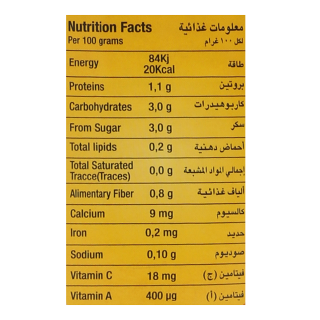 Nutrition Facts معلومات غذائية
Per 100 grams لكل ١٠٠ غرام
Energy 84Kj 20Kcal طاقة
Proteins 1,1 g بروتين
Carbohydrates 3,0 g كاربوهيدرات
From Sugar 3,0 g سكر
Total lipids 0,2 g أحماض دهنية
Total Saturated Tracce(Traces) 0,0 g إجمالي المواد المشبعة
Alimentary Fiber 0,8 g ألياف غذائية
Calcium 9 mg كالسيوم
Iron 0,2 mg حديد
Sodium 0,10 g صوديوم
Vitamin C 18 mg فيتامين (ج)
Vitamin A 400 µg فيتامين (أ)